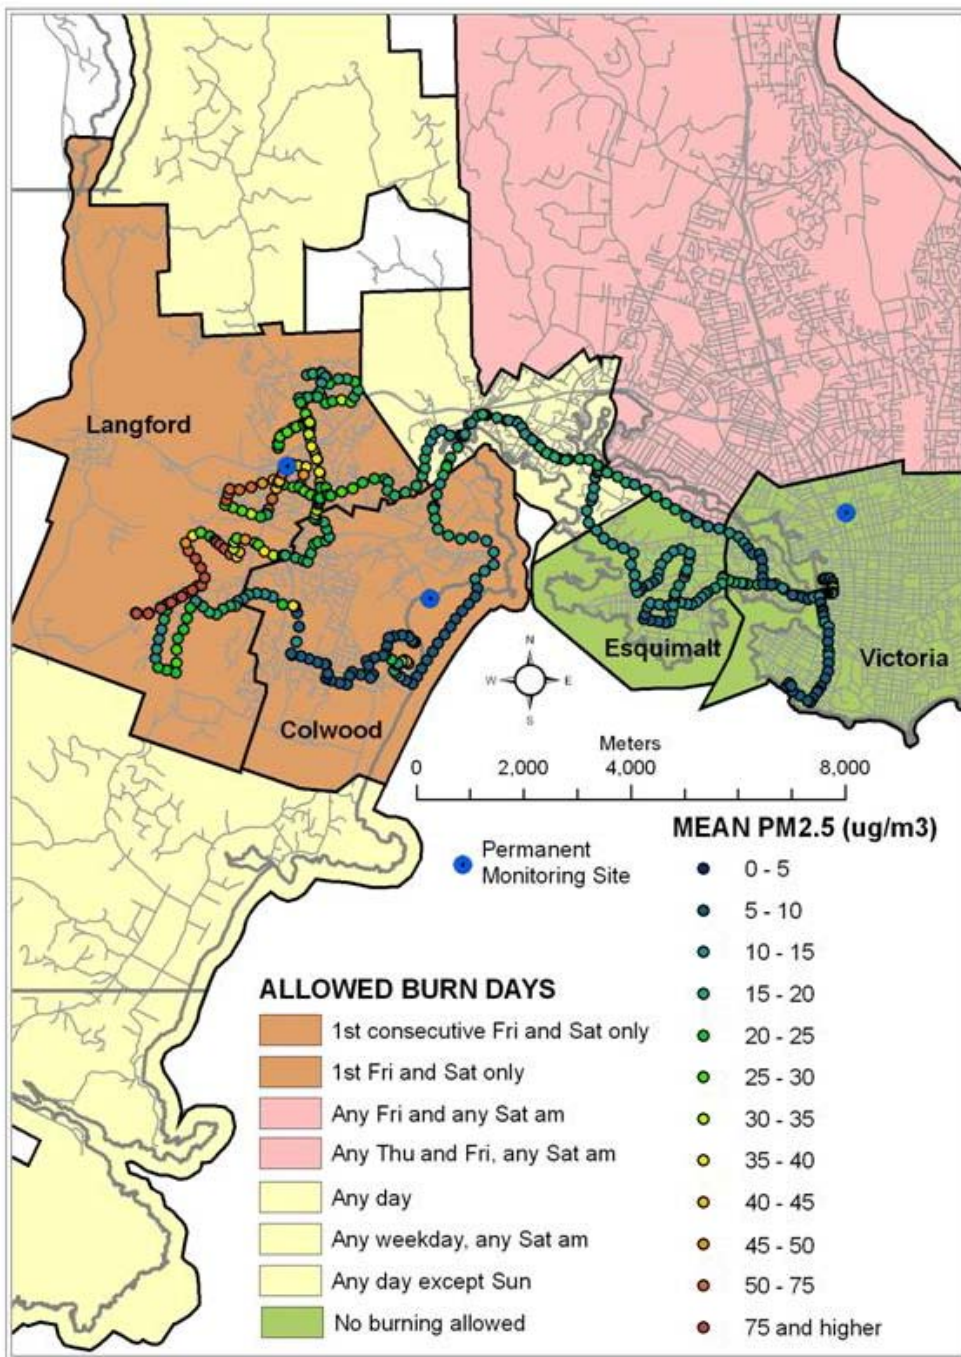 Langford
Esquimalt
Victoria
Colwood
N
W
E
S
Meters
0 2,000 4,000 8,000
Permanent
Monitoring Site
MEAN PM2.5 (ug/m3)
0 - 5
5 - 10
10 - 15
15 - 20
20 - 25
25 - 30
30 - 35
35 - 40
40 - 45
45 - 50
50 - 75
75 and higher
ALLOWED BURN DAYS
1st consecutive Fri and Sat only
1st Fri and Sat only
Any Fri and any Sat am
Any Thu and Fri, any Sat am
Any day
Any weekday, any Sat am
Any day except Sun
No burning allowed